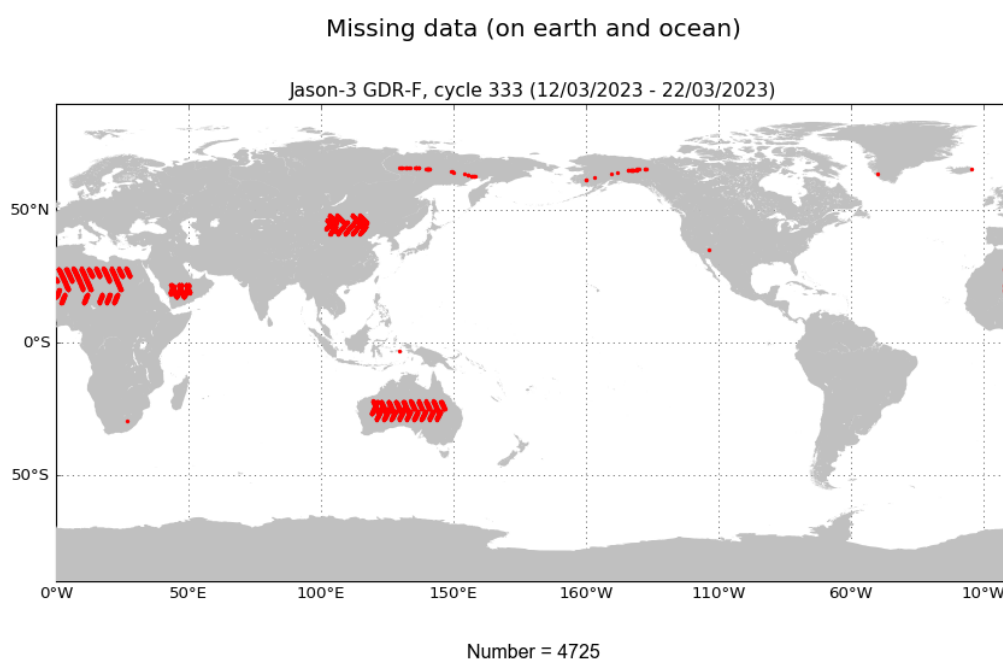 Missing data (on earth and ocean)
Jason-3 GDR-F, cycle 333 (12/03/2023 - 22/03/2023)
50°N
0°S
50°S
0°W 50°E 100°E 150°E 160°W 110°W 60°W 10°W
Number = 4725